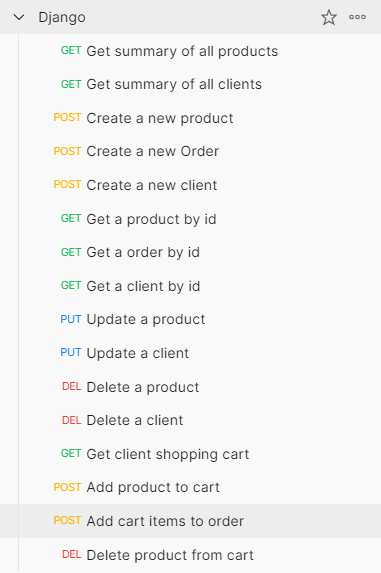 Django
GET Get summary of all products
GET Get summary of all clients
POST Create a new product
POST Create a new Order
POST Create a new client
GET Get a product by id
GET Get a order by id
GET Get a client by id
PUT Update a product
PUT Update a client
DEL Delete a product
DEL Delete a client
GET Get client shopping cart
POST Add product to cart
POST Add cart items to order
DEL Delete product from cart